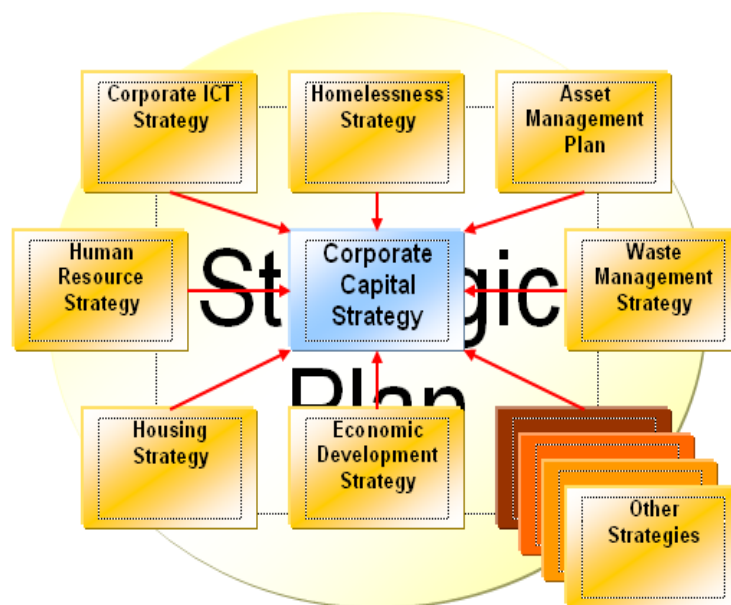 Corporate ICT
Strategy
Homelessness
Strategy
Asset
Management
Plan
Human
Resource
Strategy
Corporate
Capital
Strategy
Waste
Management
Strategy
Housing
Strategy
Economic
Development
Strategy
Other
Strategies
Plan